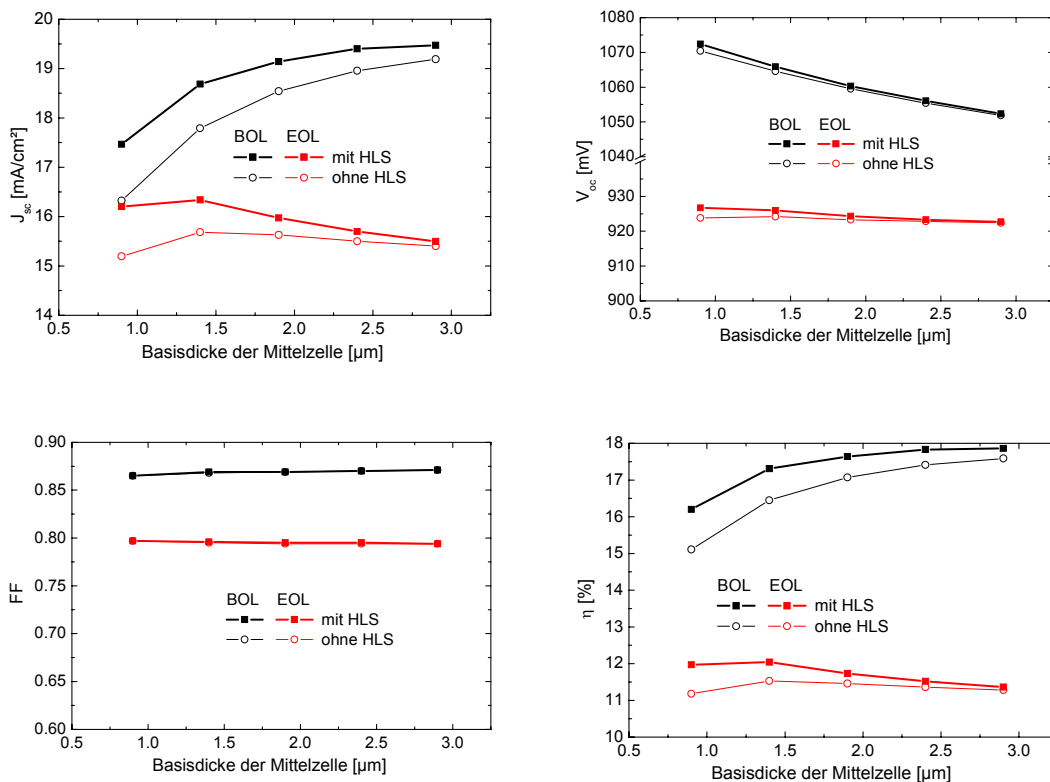 20
19
18
17
16
15
14
J_sc [mA/cm²]
BOL EOL
mit HLS
ohne HLS
0.5 1.0 1.5 2.0 2.5 3.0
Basisdicke der Mittelzelle [µm]
1080
1070
1060
1050
1040
930
920
910
900
V_oc [mV]
BOL EOL
mit HLS
ohne HLS
0.5 1.0 1.5 2.0 2.5 3.0
Basisdicke der Mittelzelle [µm]
0.90
0.85
0.80
0.75
0.70
0.65
0.60
FF
BOL EOL
mit HLS
ohne HLS
0.5 1.0 1.5 2.0 2.5 3.0
Basisdicke der Mittelzelle [µm]
18
17
16
15
14
13
12
11
10
η [%]
BOL EOL
mit HLS
ohne HLS
0.5 1.0 1.5 2.0 2.5 3.0
Basisdicke der Mittelzelle [µm]